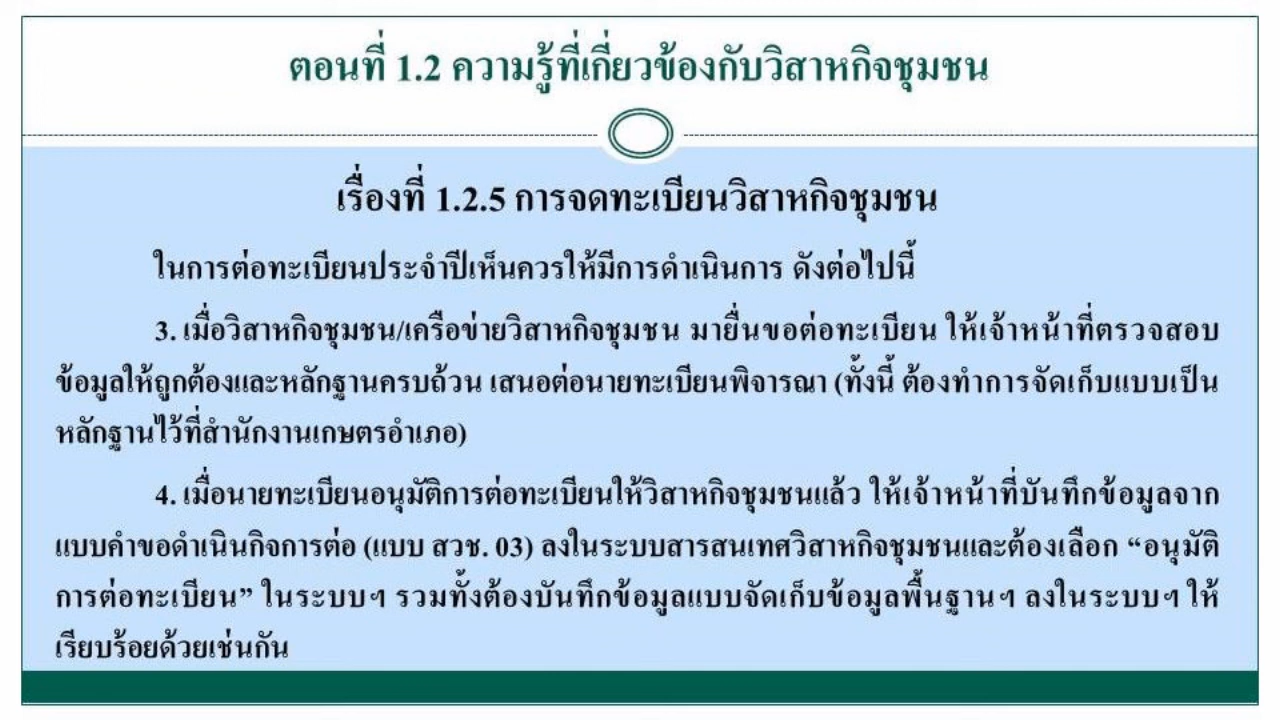 ตอนที่ 1.2 ความรู้ที่เกี่ยวข้องกับวิสาหกิจชุมชน
เรื่องที่ 1.2.5 การจดทะเบียนวิสาหกิจชุมชน
ในการต่อทะเบียนประจำปีเห็นควรให้มีการดำเนินการ ดังต่อไปนี้
3. เมื่อวิสาหกิจชุมชน/เครือข่ายวิสาหกิจชุมชน มายื่นขอต่อทะเบียน ให้เจ้าหน้าที่ตรวจสอบ
ข้อมูลให้ถูกต้องและหลักฐานครบถ้วน เสนอต่อนายทะเบียนพิจารณา (ทั้งนี้ ต้องทำการจัดเก็บแบบเป็น
หลักฐานไว้ที่สำนักงานเกษตรอำเภอ)
4. เมื่อนายทะเบียนอนุมัติการต่อทะเบียนให้วิสาหกิจชุมชนแล้ว ให้เจ้าหน้าที่บันทึกข้อมูลจาก
แบบคำขอดำเนินกิจการต่อ (แบบ สวช. 03) ลงในระบบสารสนเทศวิสาหกิจชุมชนและต้องเลือก “อนุมัติ
การต่อทะเบียน” ในระบบฯ รวมทั้งต้องบันทึกข้อมูลแบบจัดเก็บข้อมูลพื้นฐานฯ ลงในระบบฯ ให้
เรียบร้อยด้วยเช่นกัน